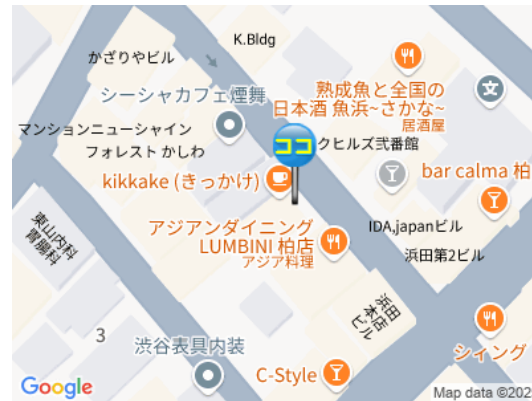 K.Bldg
かざりやビル
熟成魚と全国の
日本酒 魚浜~さかな~
居酒屋
文
シーシャカフェ煙舞
マンションニューシャイン
フォレスト かしわ
ココ
クヒルズ弐番館
kikkake (きっかけ)
bar calma 柏
アジアンダイニング
LUMBINI 柏店
アジア料理
IDA,japanビル
浜田第2ビル
東山内科
胃腸科
浜田
本店
ビル
3
渋谷表具内装
シィング
C-Style
Google
Map data ©202